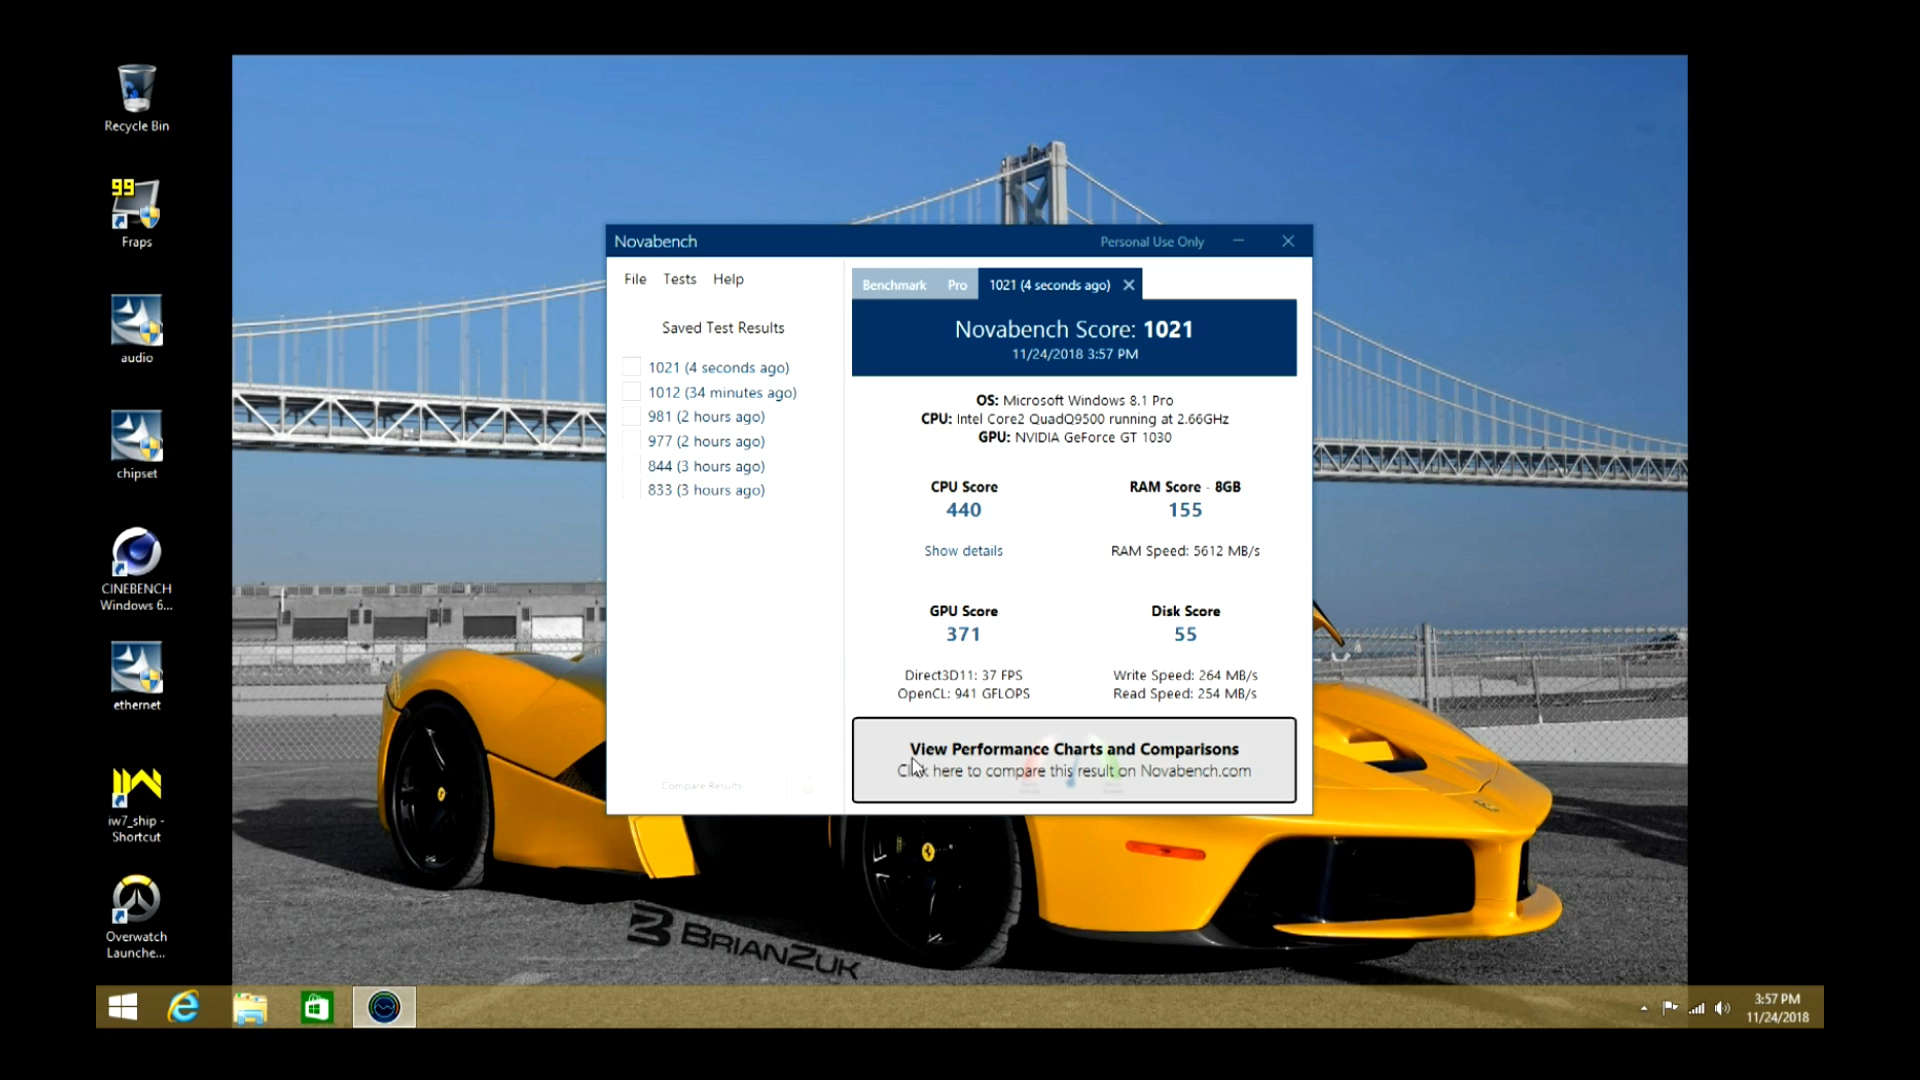 Recycle Bin
99
Fraps
audio
chipset
CINEBENCH
Windows 6...
ethernet
iw7_ship -
Shortcut
Overwatch
Launche...
Novabench
Personal Use Only
File Tests Help
Saved Test Results
1021 (4 seconds ago)
1012 (34 minutes ago)
981 (2 hours ago)
977 (2 hours ago)
844 (3 hours ago)
833 (3 hours ago)
Compare Results
Benchmark Pro 1021 (4 seconds ago)
Novabench Score: 1021
11/24/2018 3:57 PM
OS: Microsoft Windows 8.1 Pro
CPU: Intel Core2 QuadQ9500 running at 2.66GHz
GPU: NVIDIA GeForce GT 1030
CPU Score
440
Show details
RAM Score - 8GB
155
RAM Speed: 5612 MB/s
GPU Score
371
Direct3D11: 37 FPS
OpenCL: 941 GFLOPS
Disk Score
55
Write Speed: 264 MB/s
Read Speed: 254 MB/s
View Performance Charts and Comparisons
Click here to compare this result on Novabench.com
BRIANZUK
3:57 PM
11/24/2018